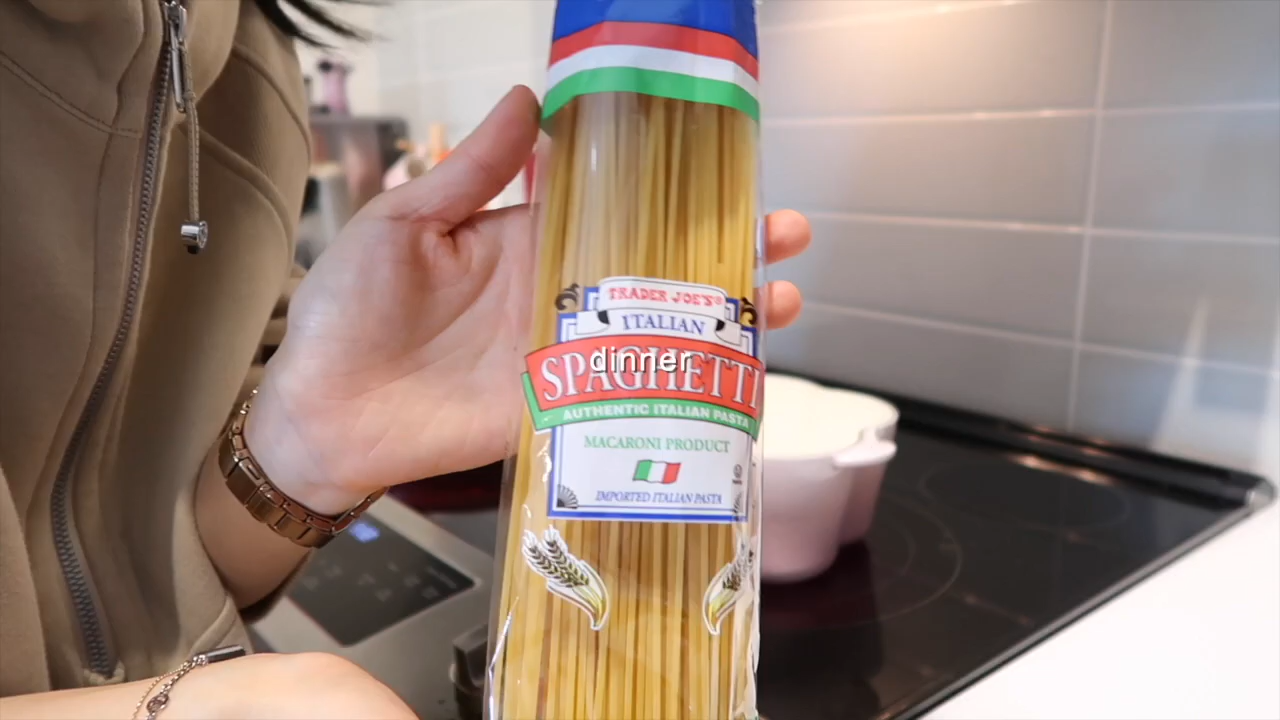 TRADER JOE'S®
ITALIAN
SPAGHETTI
dinner
AUTHENTIC ITALIAN PASTA
MACARONI PRODUCT
IMPORTED ITALIAN PASTA